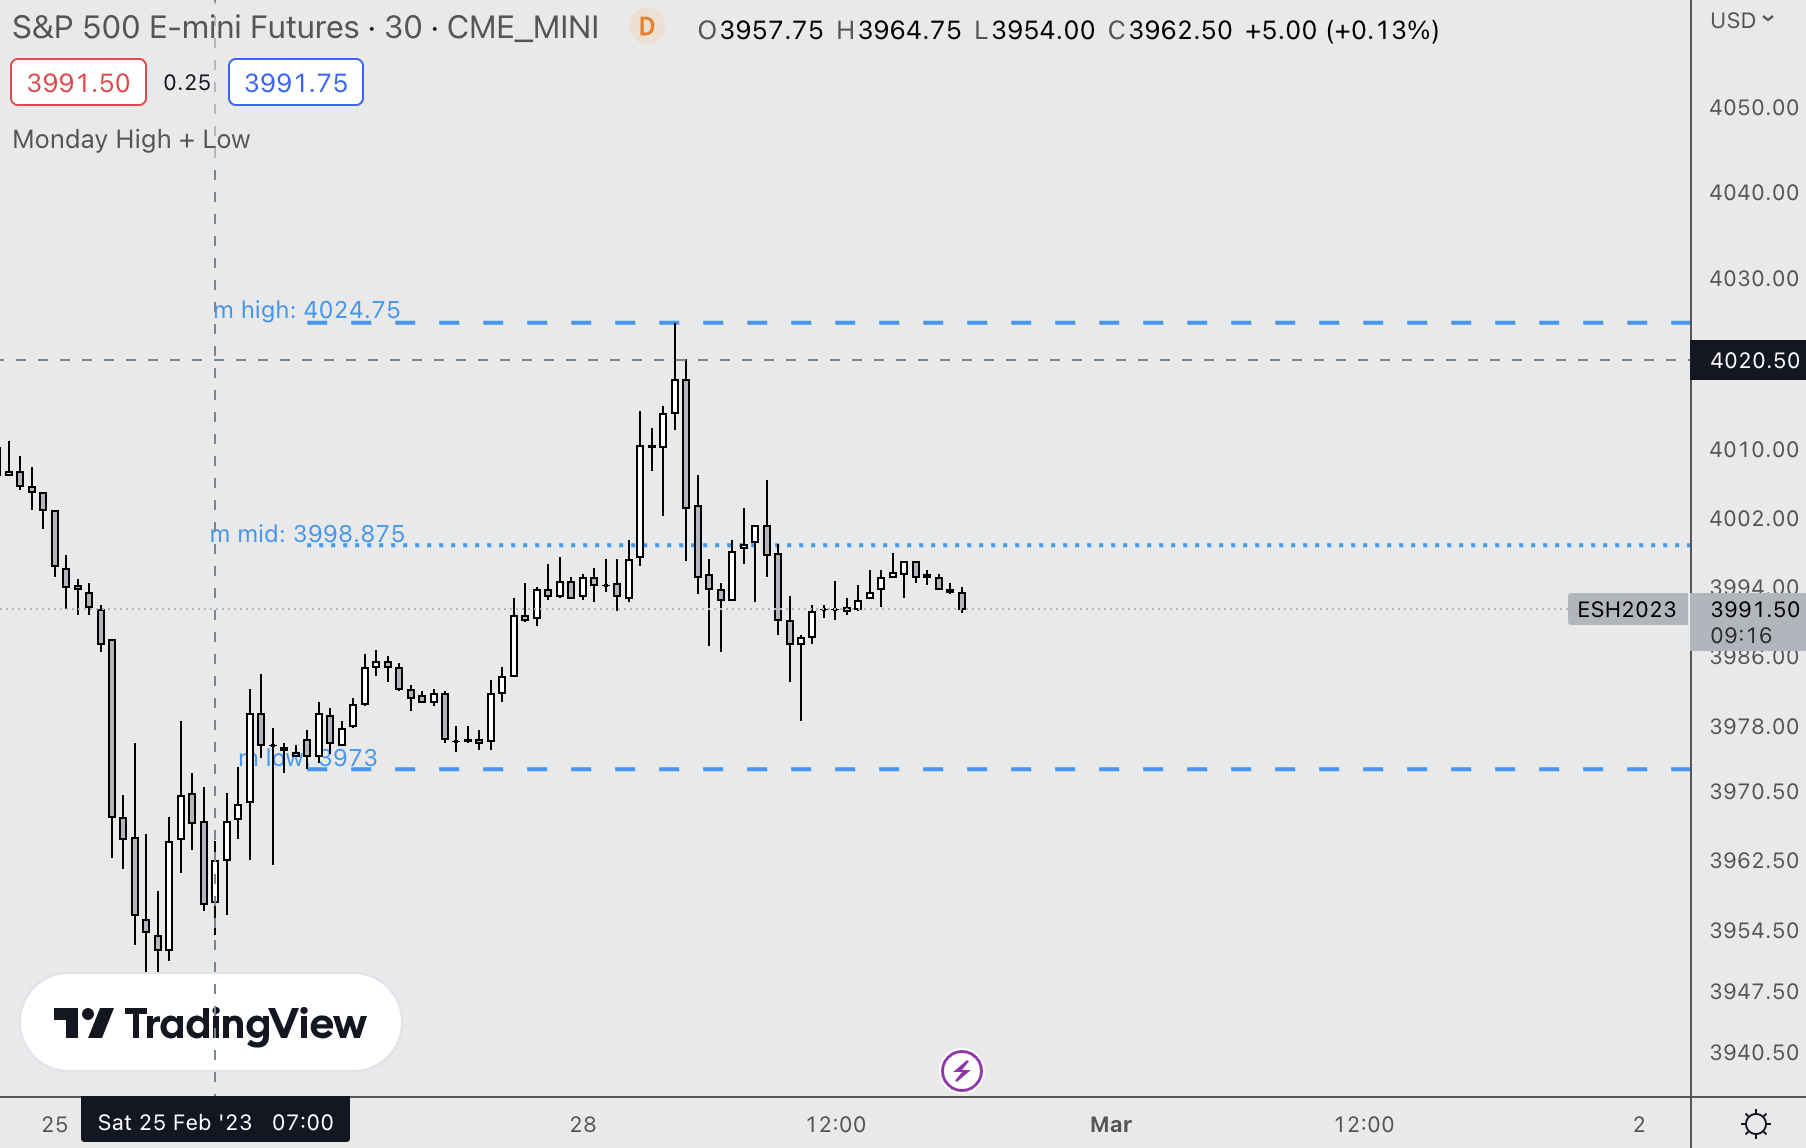 S&P 500 E-mini Futures · 30 · CME_MINI D O3957.75 H3964.75 L3954.00 C3962.50 +5.00 (+0.13%)
USD
3991.50 0.25 3991.75
Monday High + Low
4050.00
4040.00
4030.00
m high: 4024.75
4020.50
4010.00
4002.00
m mid: 3998.875
3994.00
ESH2023 3991.50
09:16
3986.00
3978.00
m low: 3973
3970.50
3962.50
3954.50
3947.50
TradingView
3940.50
25 Sat 25 Feb '23 07:00 28 12:00 Mar 12:00 2